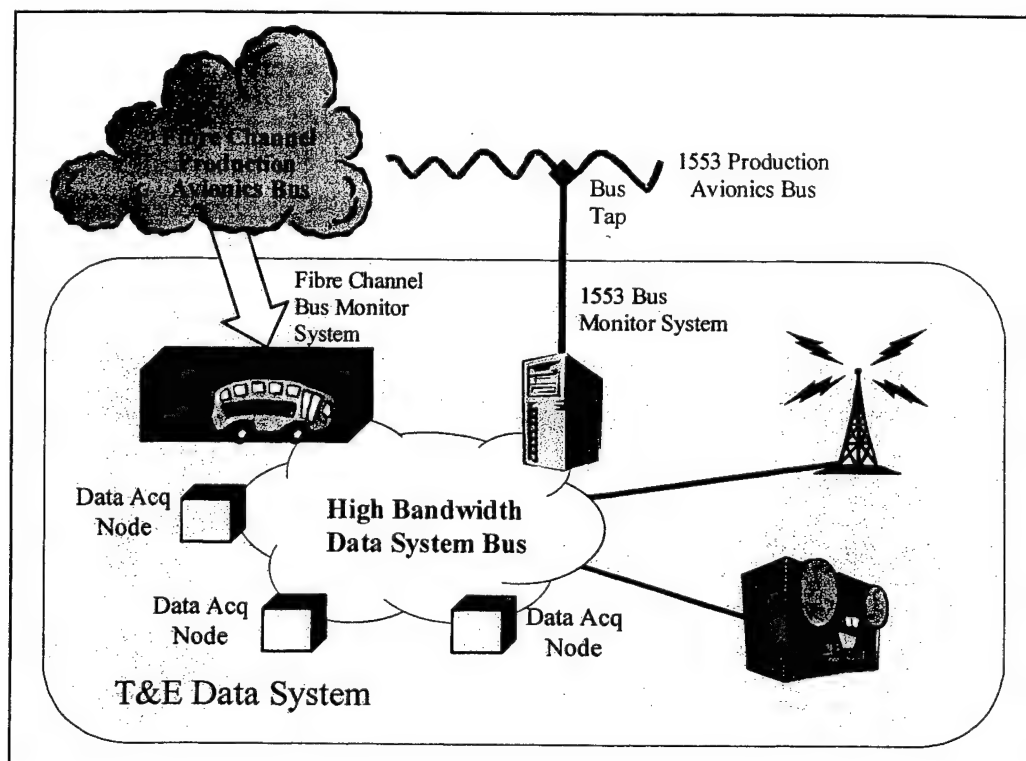 Fibre Channel
Production
Avionics Bus
1553 Production
Avionics Bus
Bus
Tap
Fibre Channel
Bus Monitor
System
1553 Bus
Monitor System
Data Acq
Node
High Bandwidth
Data System Bus
Data Acq
Node
Data Acq
Node
T&E Data System